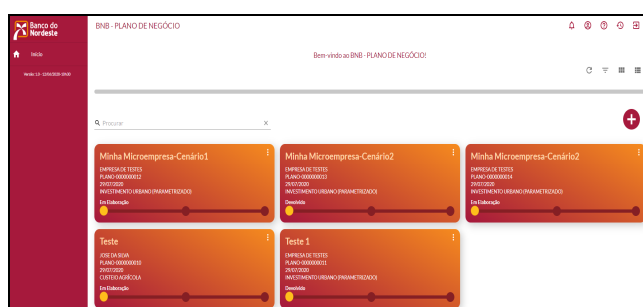 Banco do
Nordeste
BNB - PLANO DE NEGÓCIO
Início
Bem-vindo ao BNB - PLANO DE NEGÓCIO!
Procurar
Minha Microempresa-Cenário1
EMPRESA DE TESTES
PLANO-0000000012
29/07/2020
INVESTIMENTO URBANO (PARAMETRIZADO)
Em Elaboração
Minha Microempresa-Cenário2
EMPRESA DE TESTES
PLANO-0000000013
29/07/2020
INVESTIMENTO URBANO (PARAMETRIZADO)
Devolvido
Minha Microempresa-Cenário2
EMPRESA DE TESTES
PLANO-0000000014
29/07/2020
INVESTIMENTO URBANO (PARAMETRIZADO)
Em Elaboração
Teste
JOSE DA SILVA
PLANO-0000000010
29/07/2020
CUSTEIO AGRÍCOLA
Em Elaboração
Teste 1
EMPRESA DE TESTES
PLANO-0000000011
29/07/2020
INVESTIMENTO URBANO (PARAMETRIZADO)
Devolvido